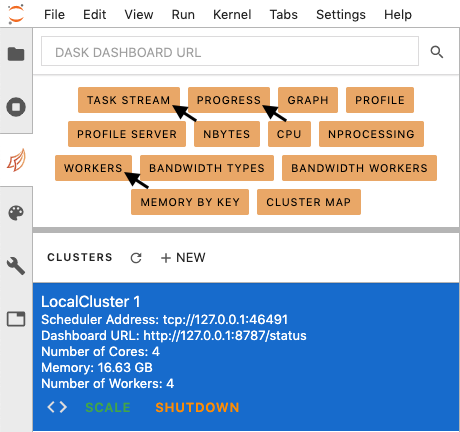 File Edit View Run Kernel Tabs Settings Help
DASK DASHBOARD URL
TASK STREAM PROGRESS GRAPH PROFILE
PROFILE SERVER NBYTES CPU NPROCESSING
WORKERS BANDWIDTH TYPES BANDWIDTH WORKERS
MEMORY BY KEY CLUSTER MAP
CLUSTERS + NEW
LocalCluster 1
Scheduler Address: tcp://127.0.0.1:46491
Dashboard URL: http://127.0.0.1:8787/status
Number of Cores: 4
Memory: 16.63 GB
Number of Workers: 4
<> SCALE SHUTDOWN